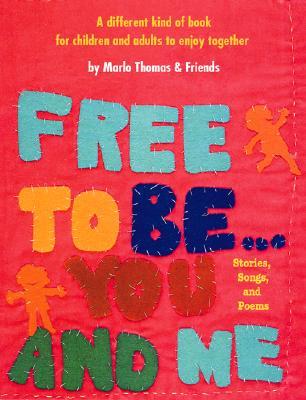 A different kind of book
for children and adults to enjoy together
by Marlo Thomas & Friends
FREE
TO BE...
YOU
Stories,
Songs,
and
Poems
AND ME